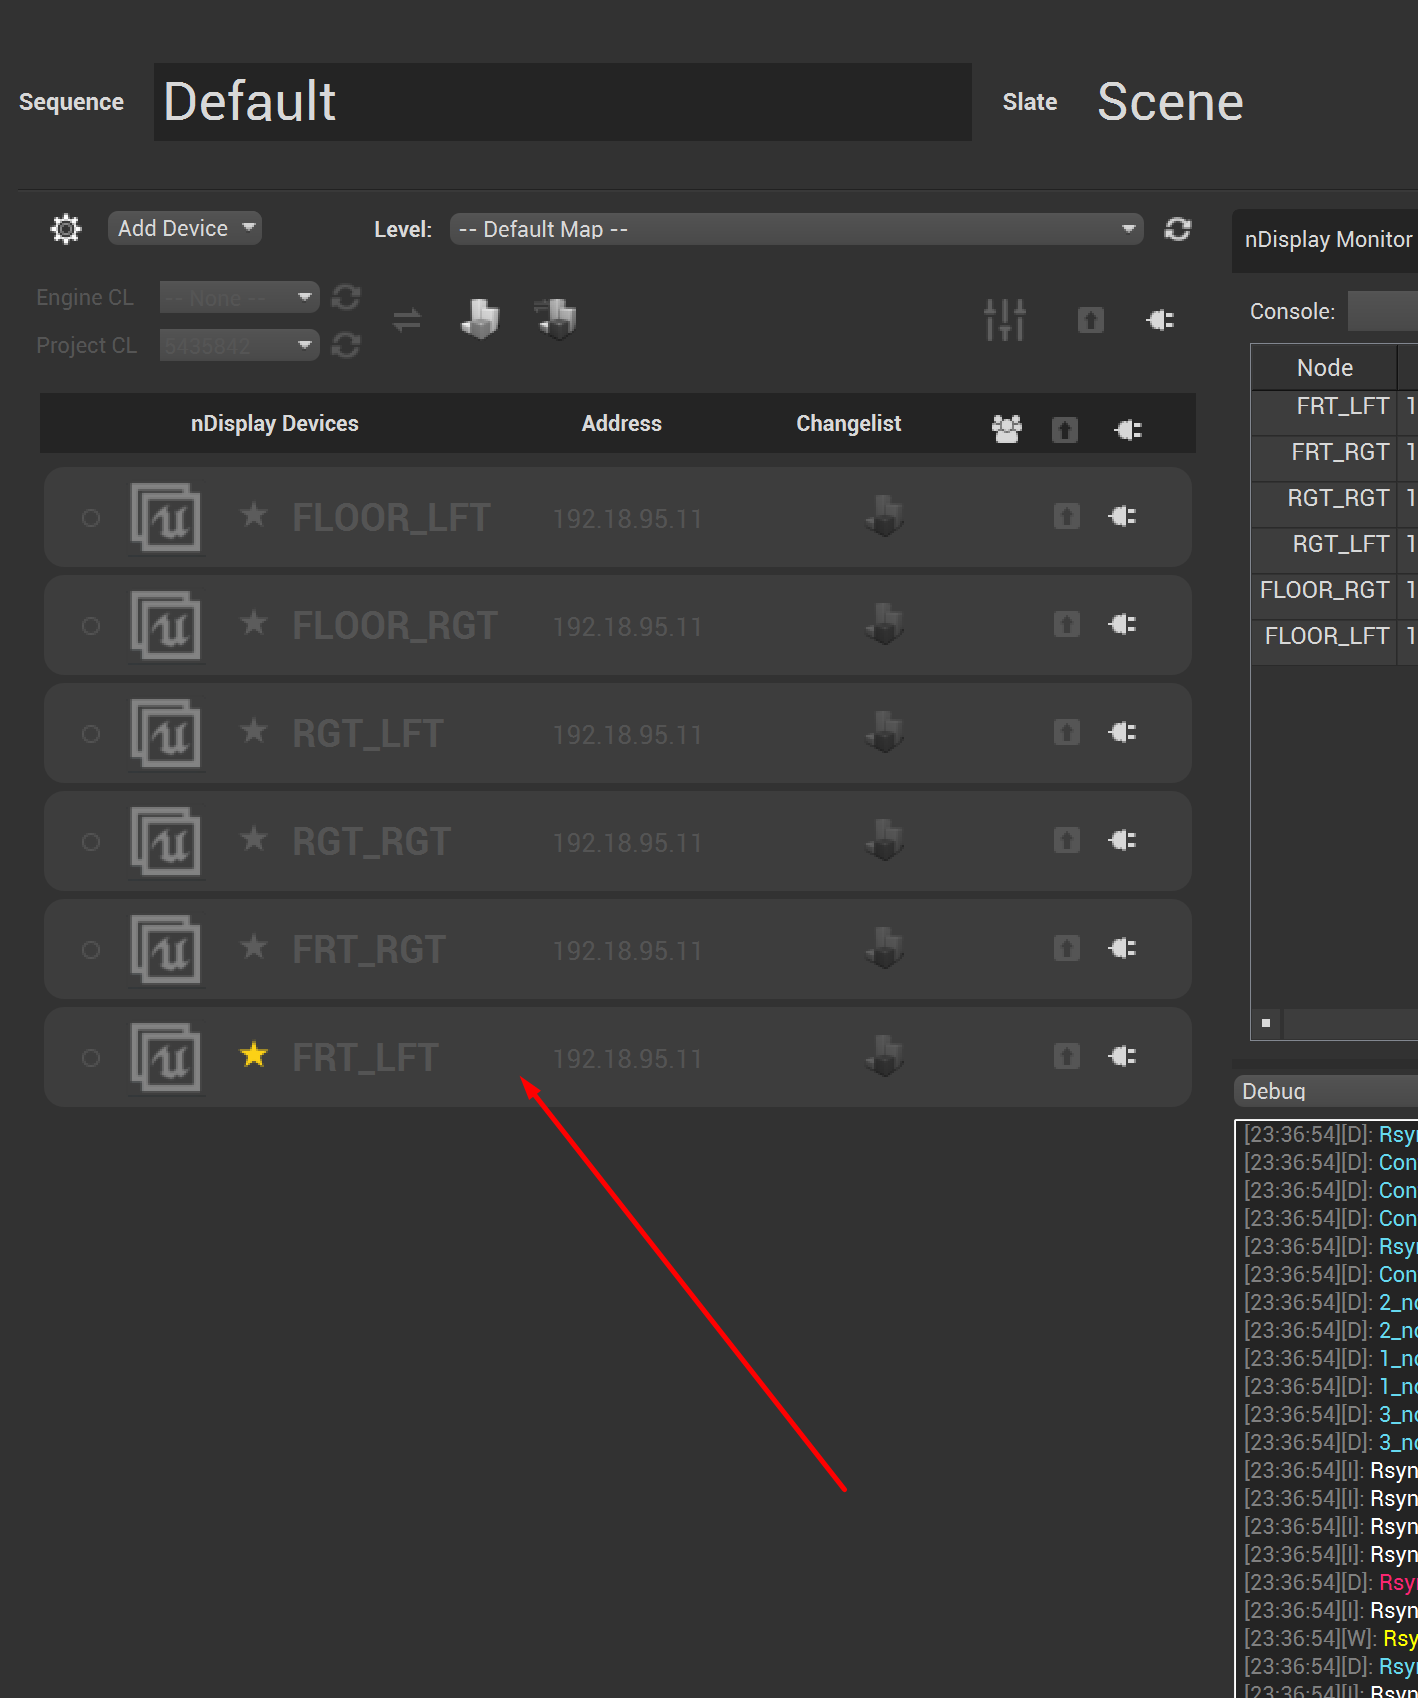 Sequence Default Slate Scene
Add Device Level: -- Default Map --
Engine CL -- None --
Project CL 5435842
nDisplay Devices Address Changelist
FLOOR_LFT 192.18.95.11
FLOOR_RGT 192.18.95.11
RGT_LFT 192.18.95.11
RGT_RGT 192.18.95.11
FRT_RGT 192.18.95.11
FRT_LFT 192.18.95.11
nDisplay Monitor
Console:
Node
FRT_LFT 1
FRT_RGT 1
RGT_RGT 1
RGT_LFT 1
FLOOR_RGT 1
FLOOR_LFT 1
Debug
[23:36:54][D]: Rsyn
[23:36:54][D]: Con
[23:36:54][D]: Con
[23:36:54][D]: Con
[23:36:54][D]: Rsyn
[23:36:54][D]: Con
[23:36:54][D]: 2_no
[23:36:54][D]: 2_no
[23:36:54][D]: 1_no
[23:36:54][D]: 1_no
[23:36:54][D]: 3_no
[23:36:54][D]: 3_no
[23:36:54][I]: Rsyn
[23:36:54][I]: Rsyn
[23:36:54][I]: Rsyn
[23:36:54][I]: Rsyn
[23:36:54][D]: Rsyn
[23:36:54][I]: Rsyn
[23:36:54][W]: Rsy
[23:36:54][D]: Rsyn
[23:36:54][I]: Rsyn